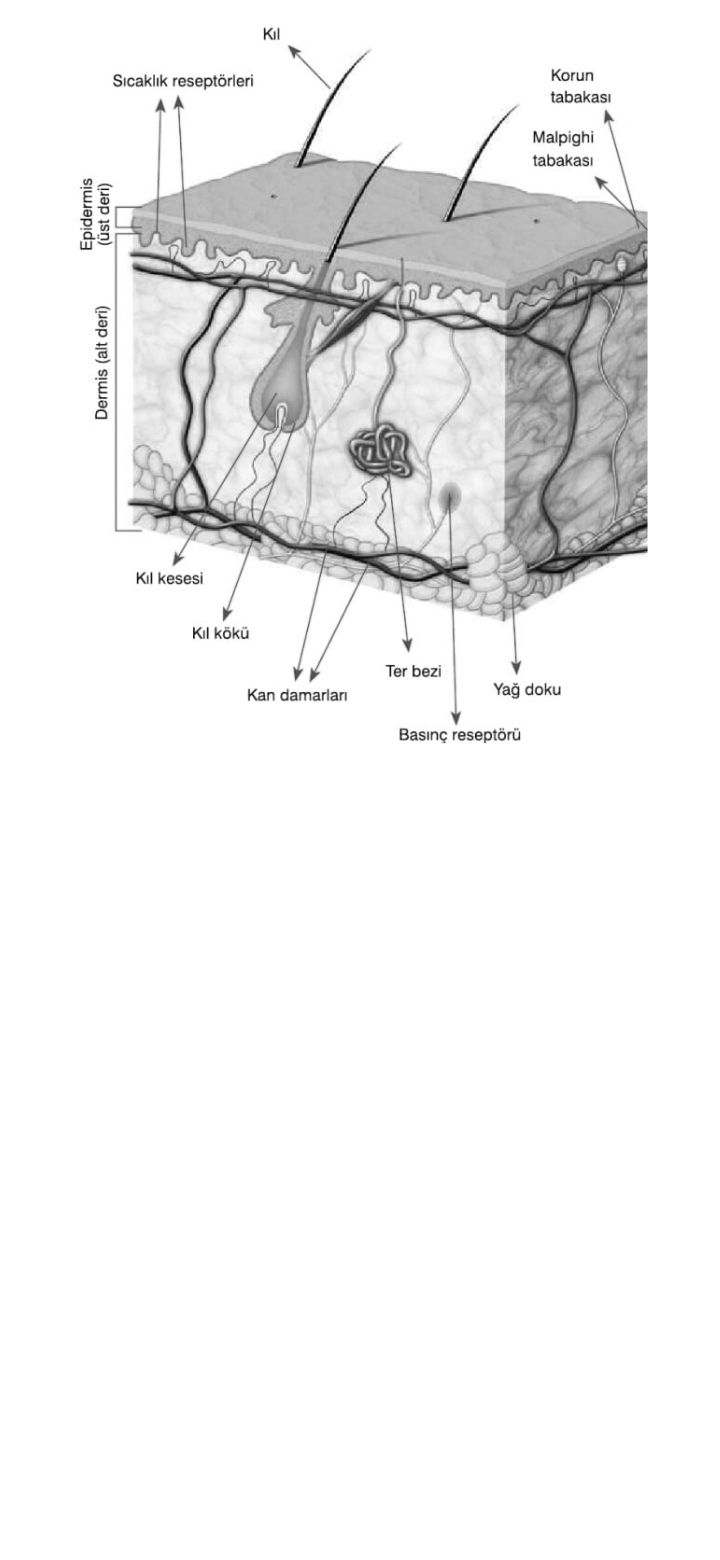 Kıl
Sıcaklık reseptörleri
Korun
tabakası
Malpighi
tabakası
Epidermis
(üst deri)
Dermis (alt deri)
Kıl kesesi
Kıl kökü
Kan damarları
Ter bezi
Yağ doku
Basınç reseptörü